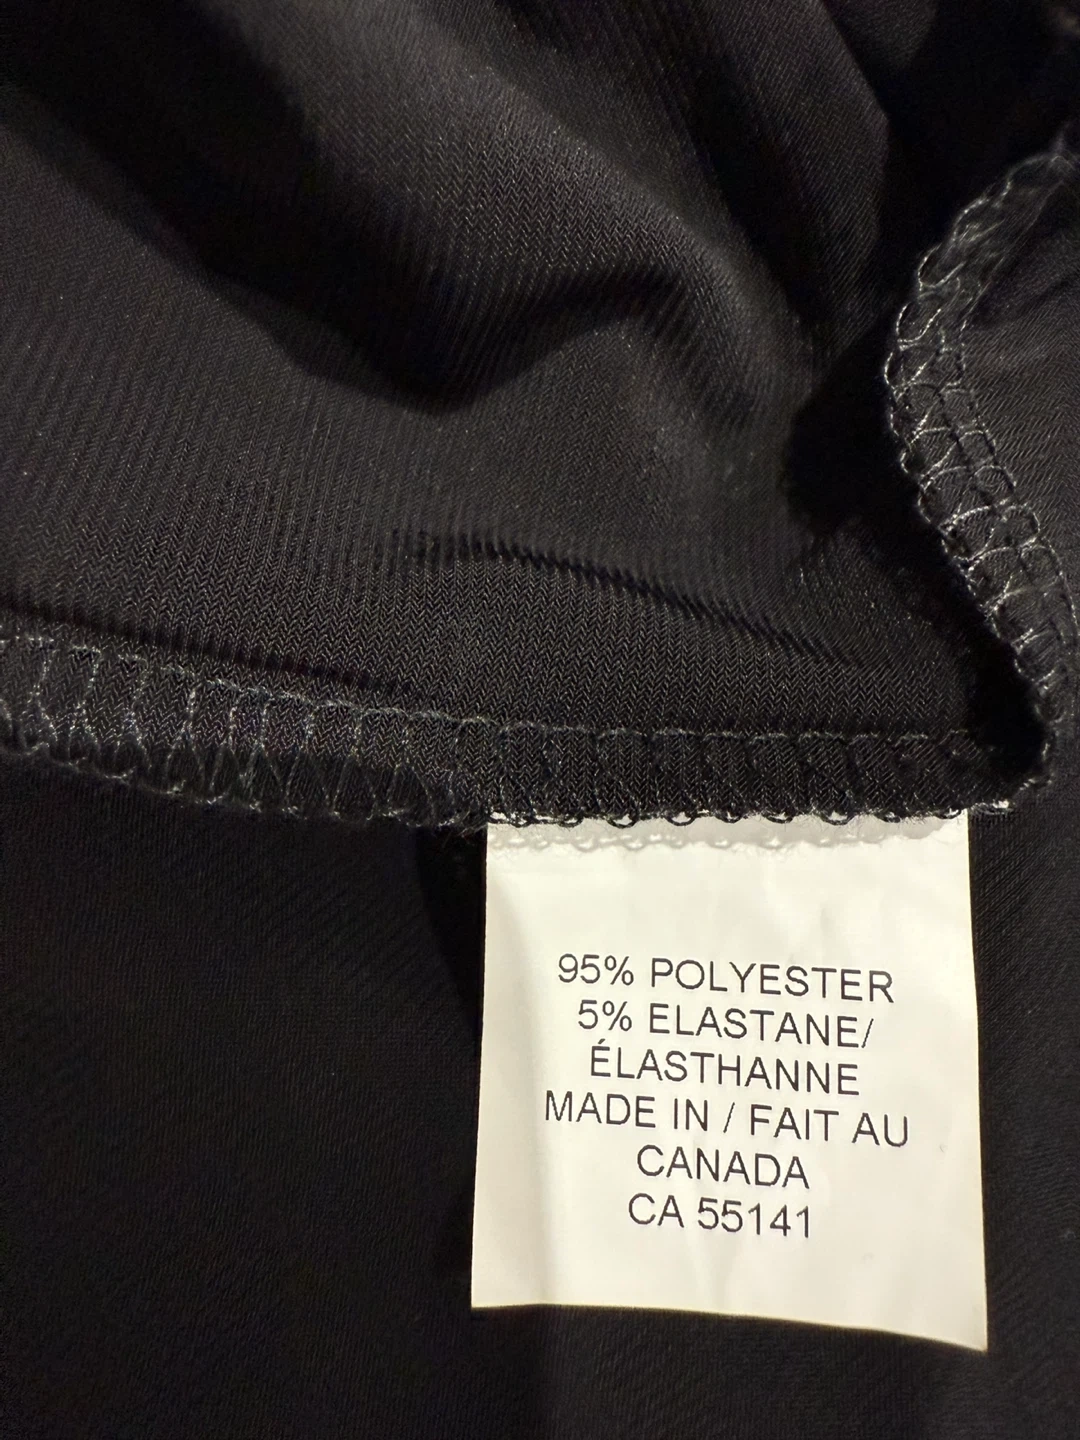 95% POLYESTER
5% ELASTANE/
ÉLASTHANNE
MADE IN / FAIT AU
CANADA
CA 55141